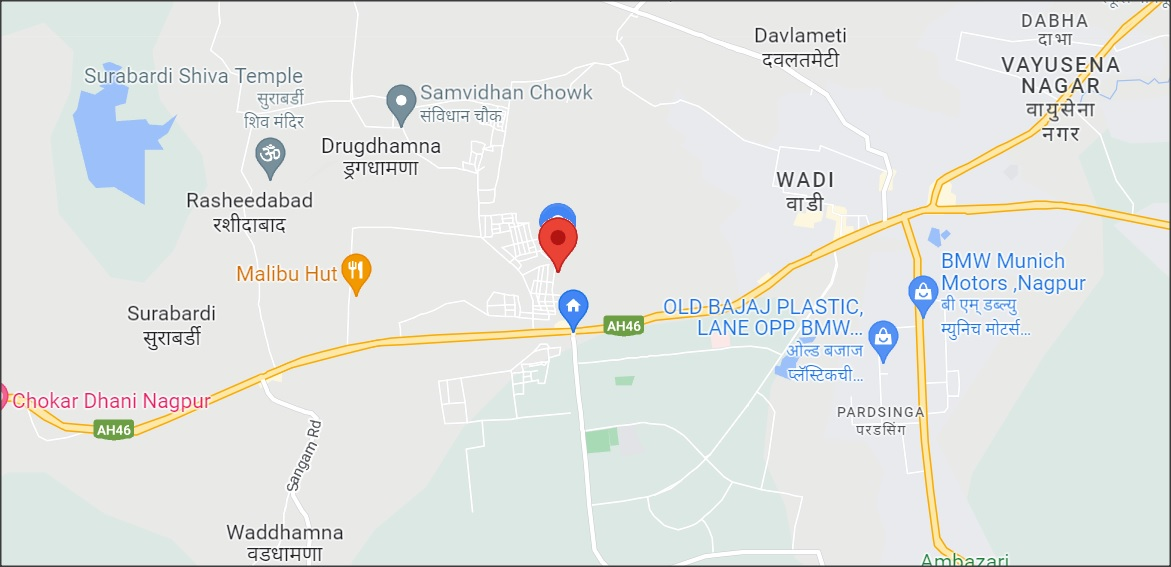 DABHA
दाभा
Davlameti
दवलतमेटी
VAYUSENA
NAGAR
वायुसेना
नगर
Surabardi Shiva Temple
सुराबर्डी
शिव मंदिर
Samvidhan Chowk
संविधान चौक
Drugdhamna
ड्रगधामणा
WADI
वाडी
Rasheedabad
रशीदाबाद
Malibu Hut
BMW Munich
Motors ,Nagpur
बी एम् डब्ल्यु
म्युनिच मोटर्स...
Surabardi
सुराबर्डी
AH46
OLD BAJAJ PLASTIC,
LANE OPP BMW...
ओल्ड बजाज
प्लॅस्टिकची...
Chokar Dhani Nagpur
AH46
PARDSINGA
परडसिंग
Sangam Rd
Waddhamna
वडधामणा
Ambazari